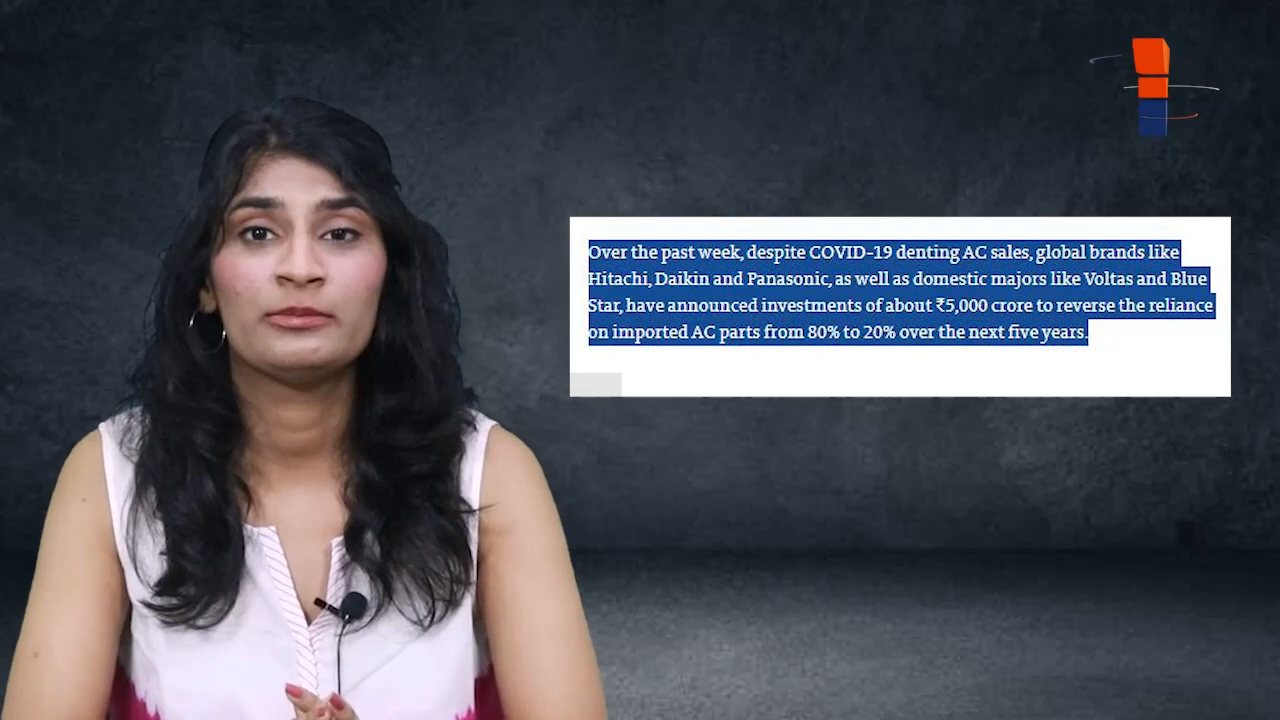 Over the past week, despite COVID-19 denting AC sales, global brands like
Hitachi, Daikin and Panasonic, as well as domestic majors like Voltas and Blue
Star, have announced investments of about ₹5,000 crore to reverse the reliance
on imported AC parts from 80% to 20% over the next five years.